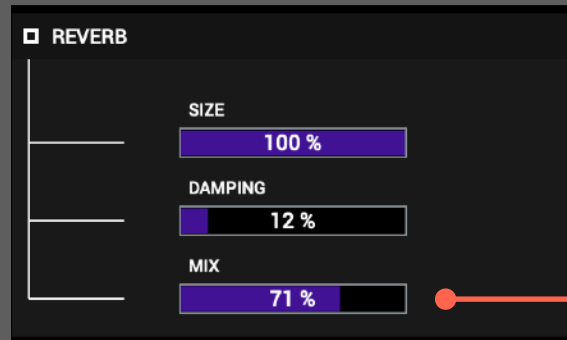 REVERB
SIZE
100 %
DAMPING
12 %
MIX
71 %